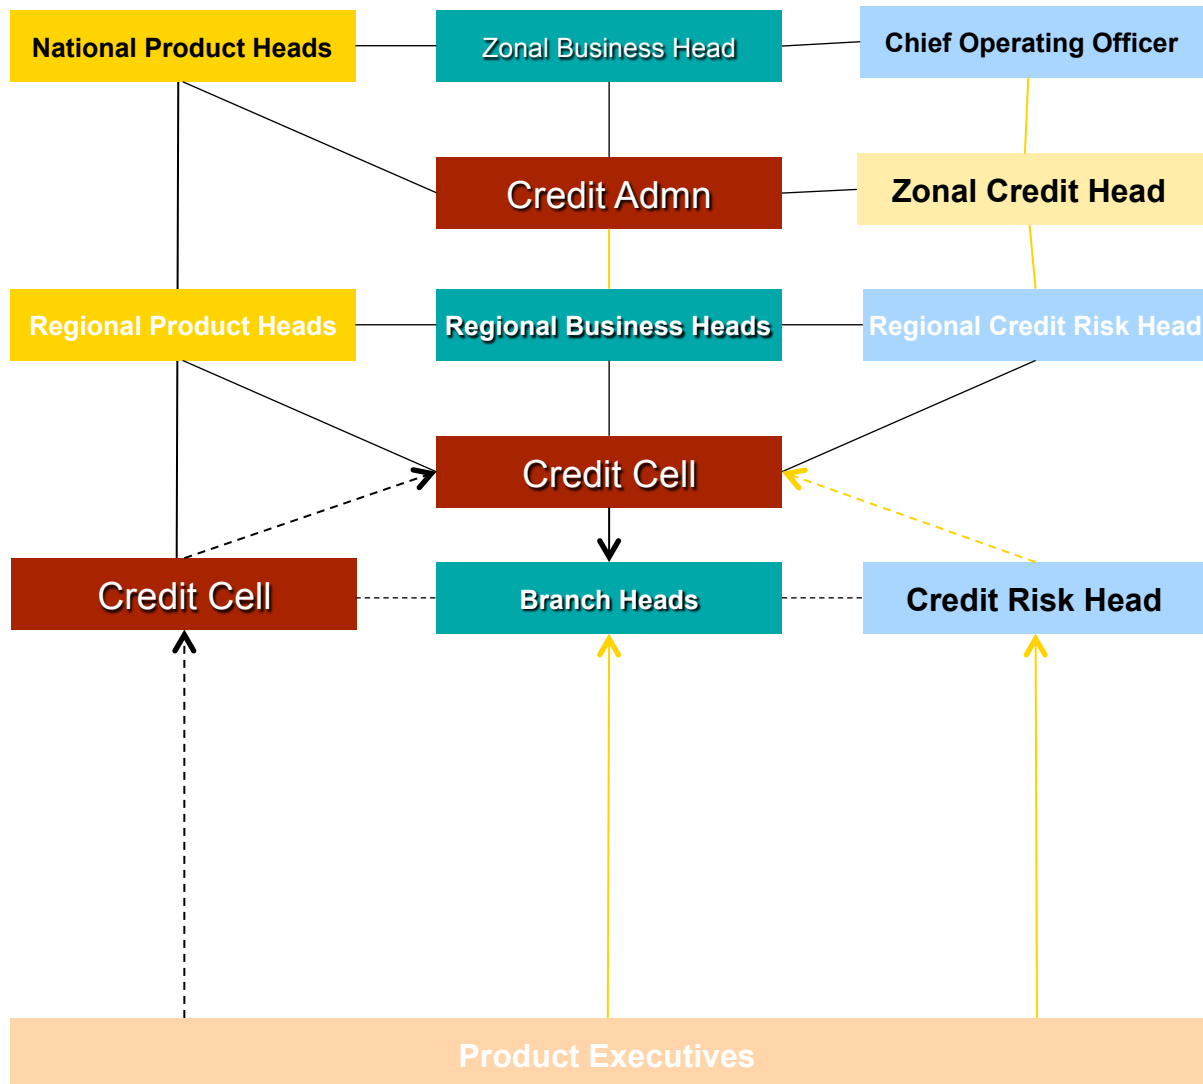 National Product Heads
Zonal Business Head
Chief Operating Officer
Credit Admn
Zonal Credit Head
Regional Product Heads
Regional Business Heads
Regional Credit Risk Head
Credit Cell
Credit Cell
Branch Heads
Credit Risk Head
Product Executives